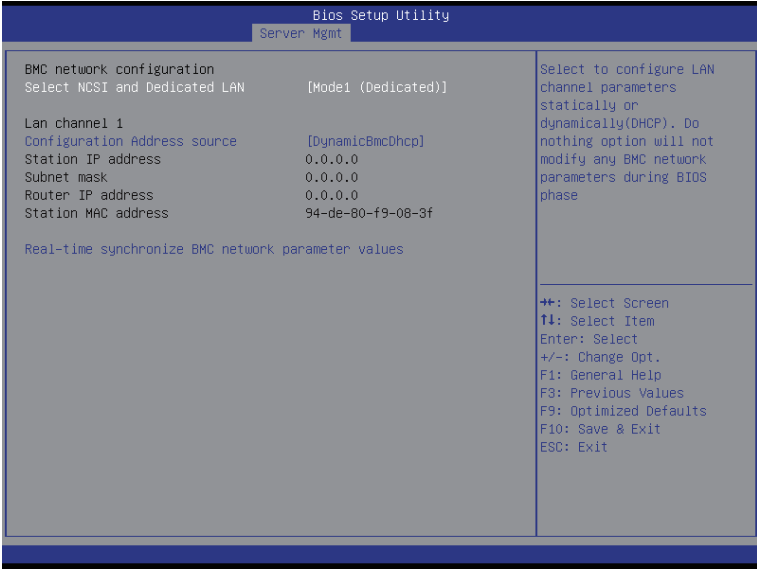 Bios Setup Utility
Server Mgmt
BMC network configuration
Select NCSI and Dedicated LAN [Mode1 (Dedicated)]
Lan channel 1
Configuration Address source [DynamicBmcDhcp]
Station IP address 0.0.0.0
Subnet mask 0.0.0.0
Router IP address 0.0.0.0
Station MAC address 94-de-80-f9-08-3f
Real-time synchronize BMC network parameter values
Select to configure LAN
channel parameters
statically or
dynamically(DHCP). Do
nothing option will not
modify any BMC network
parameters during BIOS
phase
→←: Select Screen
↑↓: Select Item
Enter: Select
+/-: Change Opt.
F1: General Help
F3: Previous Values
F9: Optimized Defaults
F10: Save & Exit
ESC: Exit